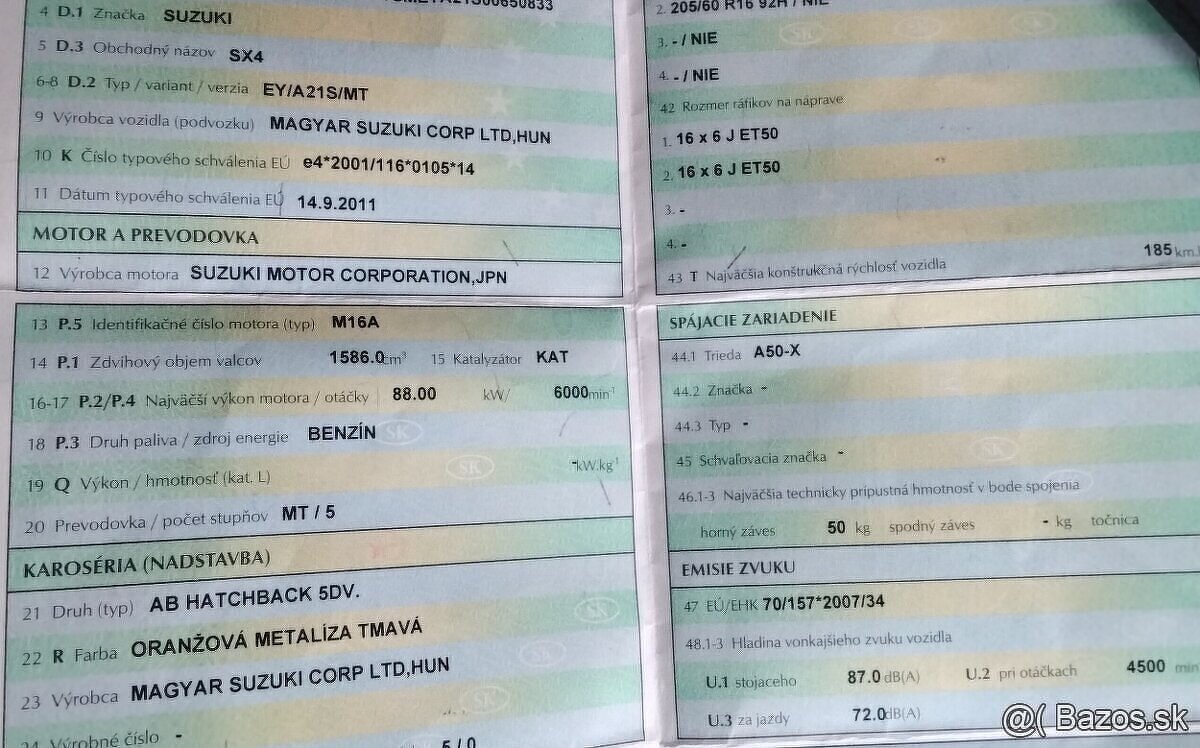 4 D.1 Značka SUZUKI
5 D.3 Obchodný názov SX4
6-8 D.2 Typ / variant / verzia EY/A21S/MT
9 Výrobca vozidla (podvozku) MAGYAR SUZUKI CORP LTD,HUN
10 K Číslo typového schválenia EÚ e4*2001/116*0105*14
11 Dátum typového schválenia EÚ 14.9.2011
MOTOR A PREVODOVKA
12 Výrobca motora SUZUKI MOTOR CORPORATION,JPN
13 P.5 Identifikačné číslo motora (typ) M16A
14 P.1 Zdvihový objem valcov 1586.0 cm³ 15 Katalyzátor KAT
16-17 P.2/P.4 Najväčší výkon motora / otáčky 88.00 kW/ 6000 min⁻¹
18 P.3 Druh paliva / zdroj energie BENZÍN
19 Q Výkon / hmotnosť (kat. L) - kW.kg⁻¹
20 Prevodovka / počet stupňov MT / 5
KAROSÉRIA (NADSTAVBA)
21 Druh (typ) AB HATCHBACK 5DV.
22 R Farba ORANŽOVÁ METALÍZA TMAVÁ
23 Výrobca MAGYAR SUZUKI CORP LTD,HUN
24 Výrobné číslo -
5 / 0
2. 205/60 R16 92H / NIE
3. - / NIE
4. - / NIE
42 Rozmer ráfikov na náprave
1. 16 x 6 J ET50
2. 16 x 6 J ET50
3. -
4. -
43 T Najväčšia konštrukčná rýchlosť vozidla 185 km.
SPÁJACIE ZARIADENIE
44.1 Trieda A50-X
44.2 Značka -
44.3 Typ -
45 Schvaľovacia značka -
46.1-3 Najväčšia technicky prípustná hmotnosť v bode spojenia
horný záves 50 kg spodný záves - kg točnica
EMISIE ZVUKU
47 EÚ/EHK 70/157*2007/34
48.1-3 Hladina vonkajšieho zvuku vozidla
U.1 stojaceho 87.0 dB(A) U.2 pri otáčkach 4500 min
U.3 za jazdy 72.0 dB(A)
@( Bazos.sk